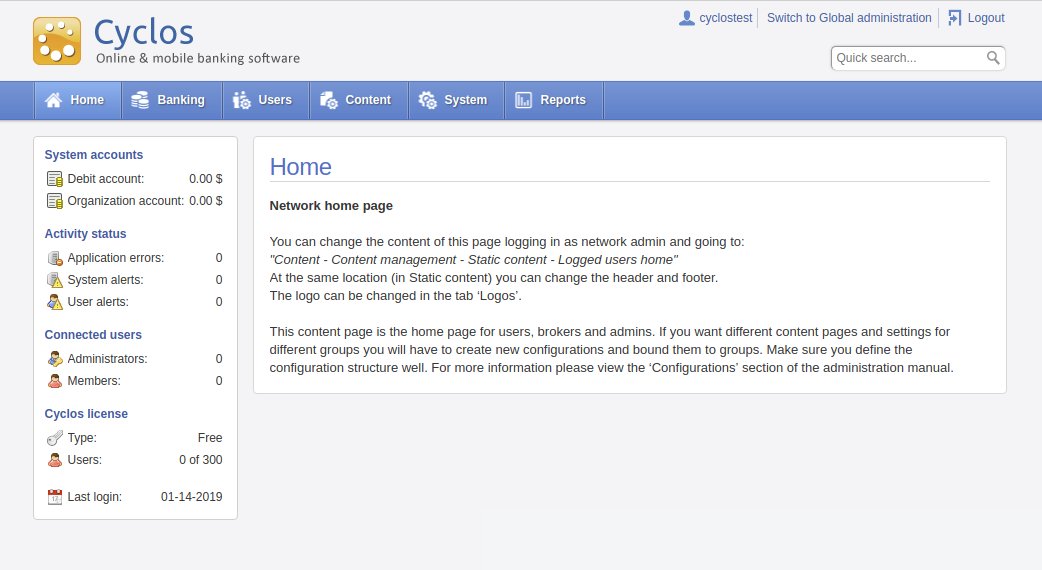 Cyclos
Online & mobile banking software
cyclostest
Switch to Global administration
Logout
Quick search...
Home
Banking
Users
Content
System
Reports
System accounts
Debit account: 0.00 $
Organization account: 0.00 $
Activity status
Application errors: 0
System alerts: 0
User alerts: 0
Connected users
Administrators: 0
Members: 0
Cyclos license
Type: Free
Users: 0 of 300
Last login: 01-14-2019
Home
Network home page
You can change the content of this page logging in as network admin and going to:
"Content - Content management - Static content - Logged users home"
At the same location (in Static content) you can change the header and footer.
The logo can be changed in the tab ‘Logos’.
This content page is the home page for users, brokers and admins. If you want different content pages and settings for
different groups you will have to create new configurations and bound them to groups. Make sure you define the
configuration structure well. For more information please view the ‘Configurations’ section of the administration manual.